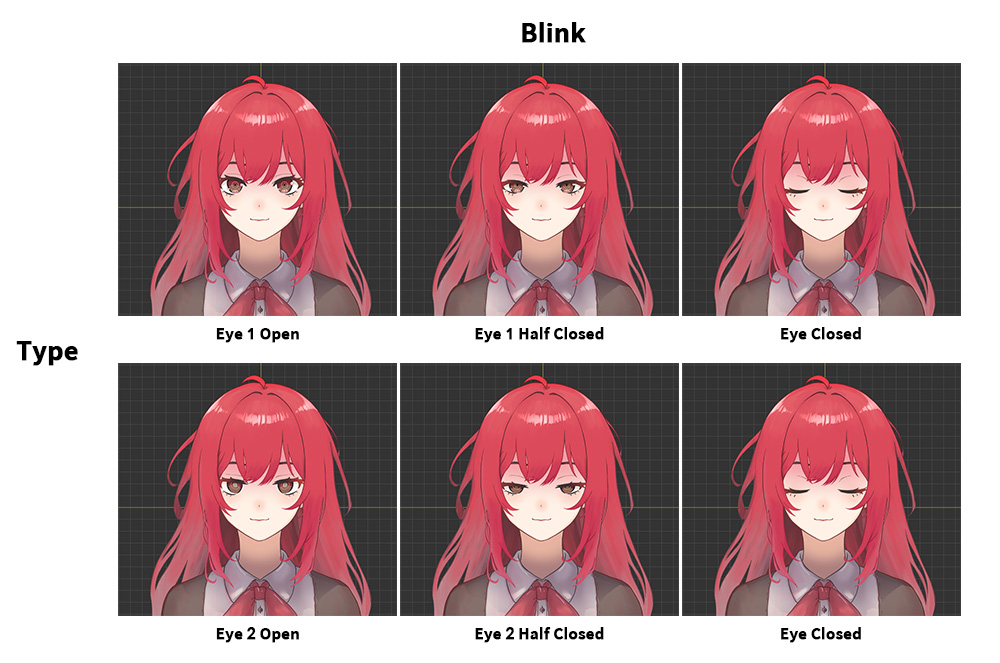 Blink
Eye 1 Open
Eye 1 Half Closed
Eye Closed
Type
Eye 2 Open
Eye 2 Half Closed
Eye Closed